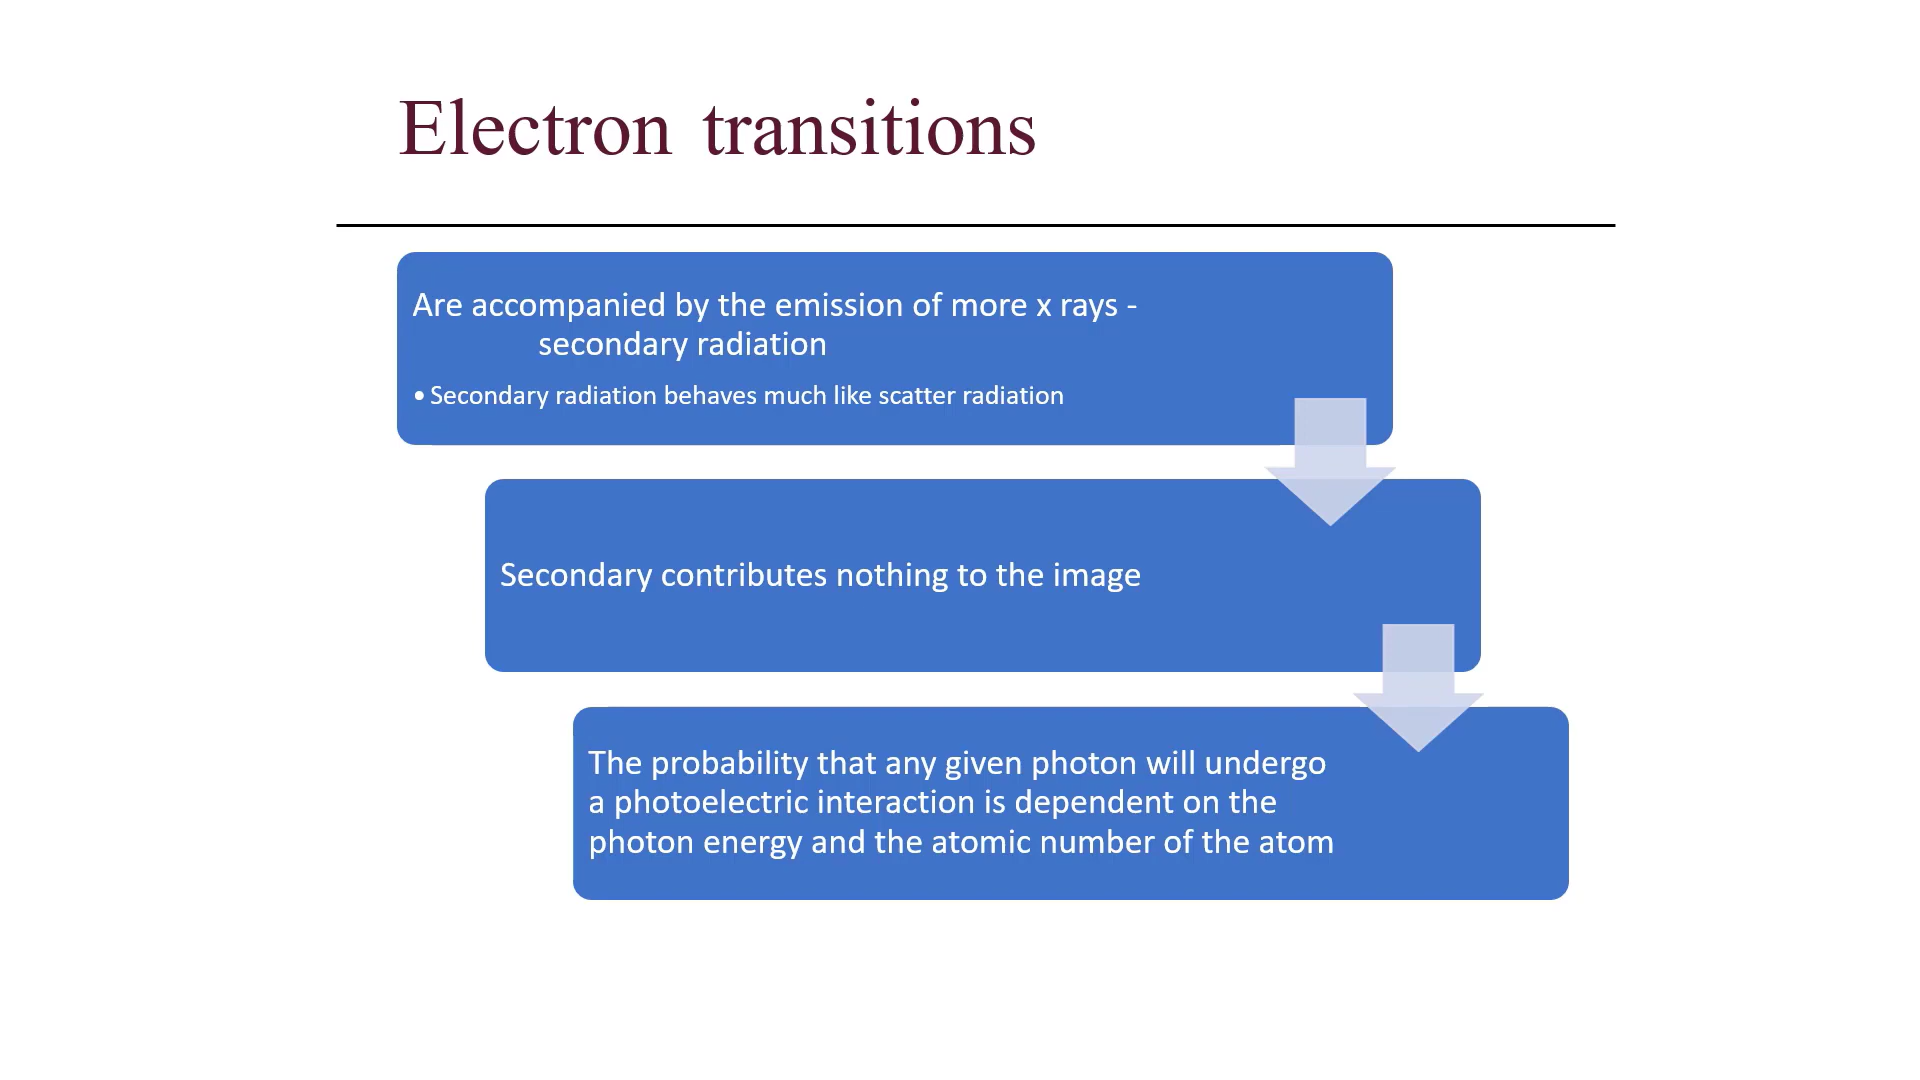 Electron transitions
Are accompanied by the emission of more x rays -
secondary radiation
• Secondary radiation behaves much like scatter radiation
Secondary contributes nothing to the image
The probability that any given photon will undergo
a photoelectric interaction is dependent on the
photon energy and the atomic number of the atom